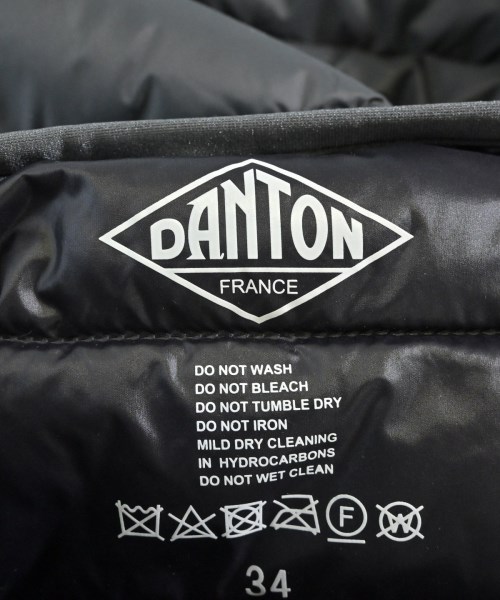 DANTON
FRANCE
DO NOT WASH
DO NOT BLEACH
DO NOT TUMBLE DRY
DO NOT IRON
MILD DRY CLEANING
IN HYDROCARBONS
DO NOT WET CLEAN
F W
34